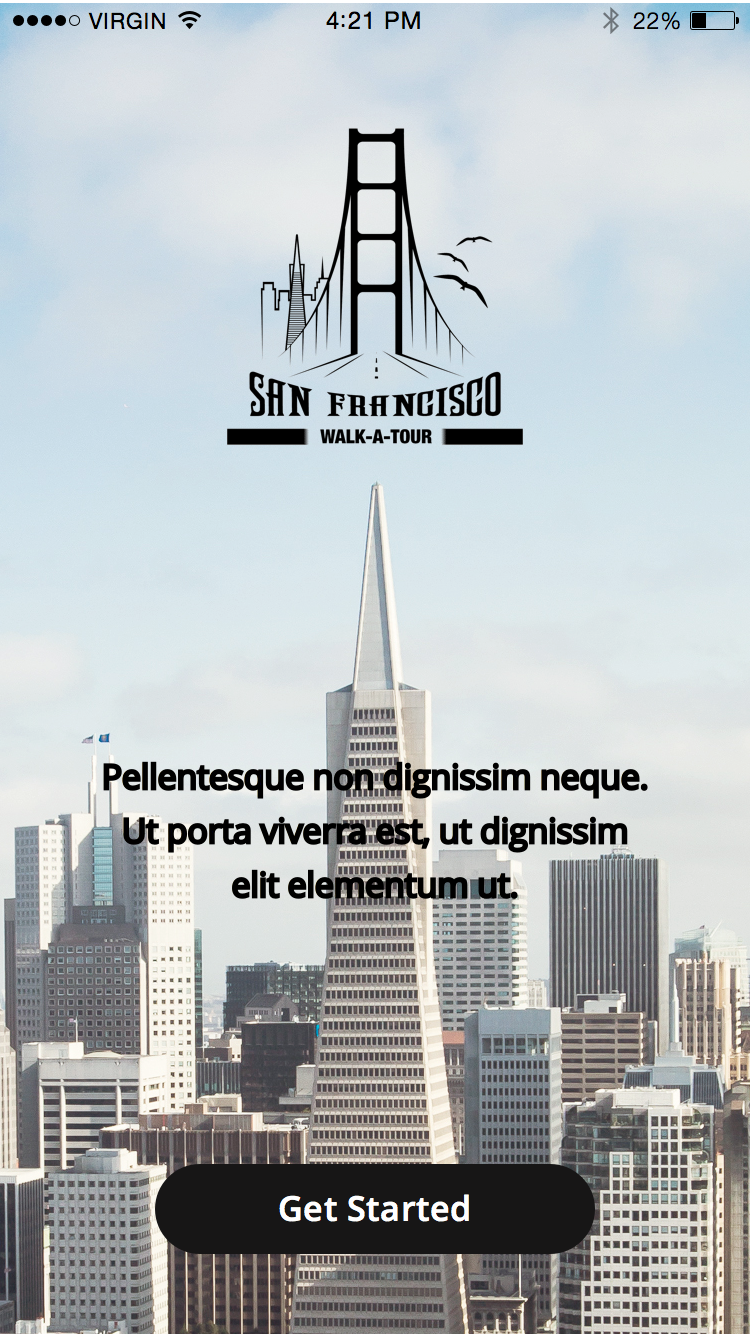 VIRGIN 4:21 PM 22%
SAN FRANCISCO
WALK-A-TOUR
Pellentesque non dignissim neque.
Ut porta viverra est, ut dignissim
elit elementum ut.
Get Started